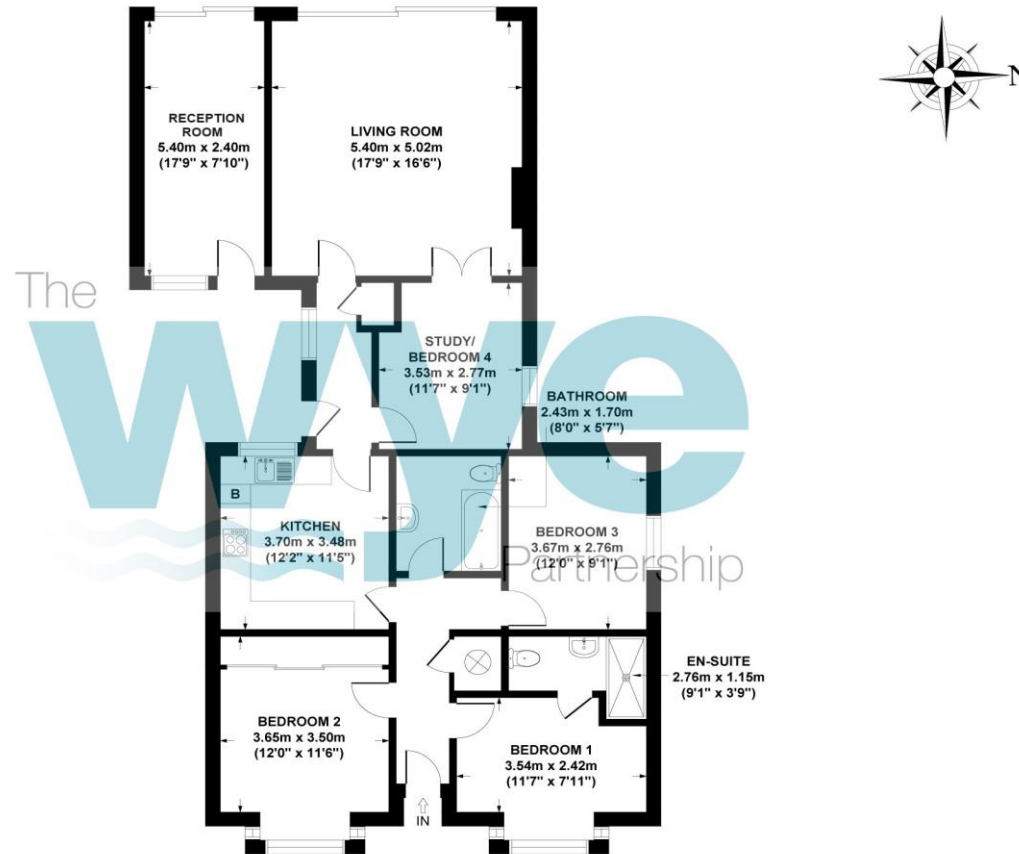 RECEPTION
ROOM
5.40m x 2.40m
(17'9" x 7'10")
LIVING ROOM
5.40m x 5.02m
(17'9" x 16'6")
N
The
wye
Partnership
STUDY/
BEDROOM 4
3.53m x 2.77m
(11'7" x 9'1")
BATHROOM
2.43m x 1.70m
(8'0" x 5'7")
B
KITCHEN
3.70m x 3.48m
(12'2" x 11'5")
BEDROOM 3
3.67m x 2.76m
(12'0" x 9'1")
EN-SUITE
2.76m x 1.15m
(9'1" x 3'9")
BEDROOM 2
3.65m x 3.50m
(12'0" x 11'6")
BEDROOM 1
3.54m x 2.42m
(11'7" x 7'11")
IN